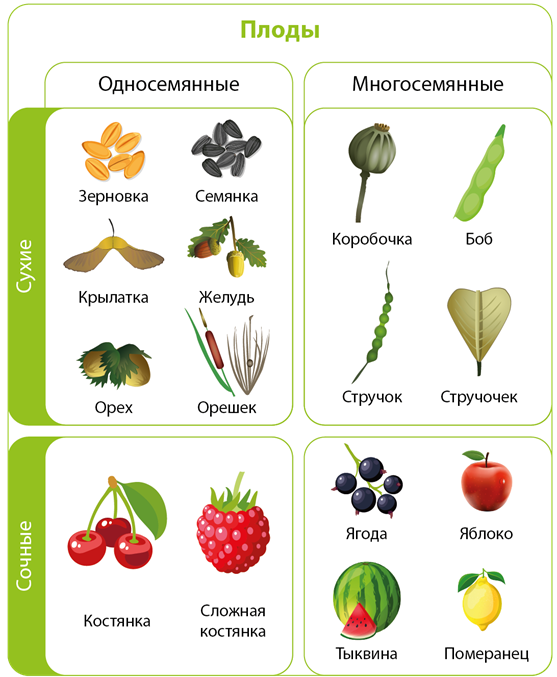 Плоды
Односемянные
Многосемянные
Сухие
Зерновка
Семянка
Крылатка
Желудь
Орех
Орешек
Коробочка
Боб
Стручок
Стручочек
Сочные
Костянка
Сложная
костянка
Ягода
Яблоко
Тыквина
Померанец